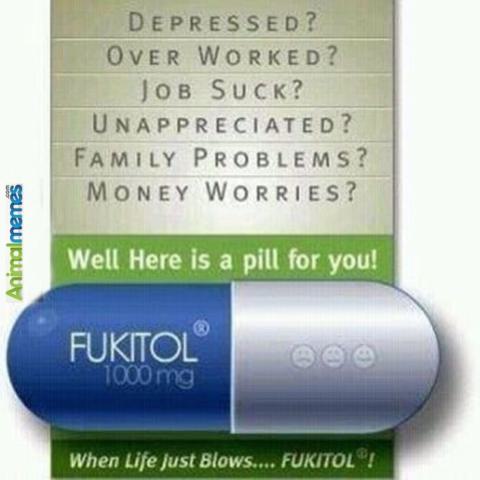 DEPRESSED?
OVER WORKED?
JOB SUCK?
UNAPPRECIATED?
FAMILY PROBLEMS?
MONEY WORRIES?
Well Here is a pill for you!
FUKITOL®
1000 mg
When Life Just Blows.... FUKITOL®!
Animalmemes.com